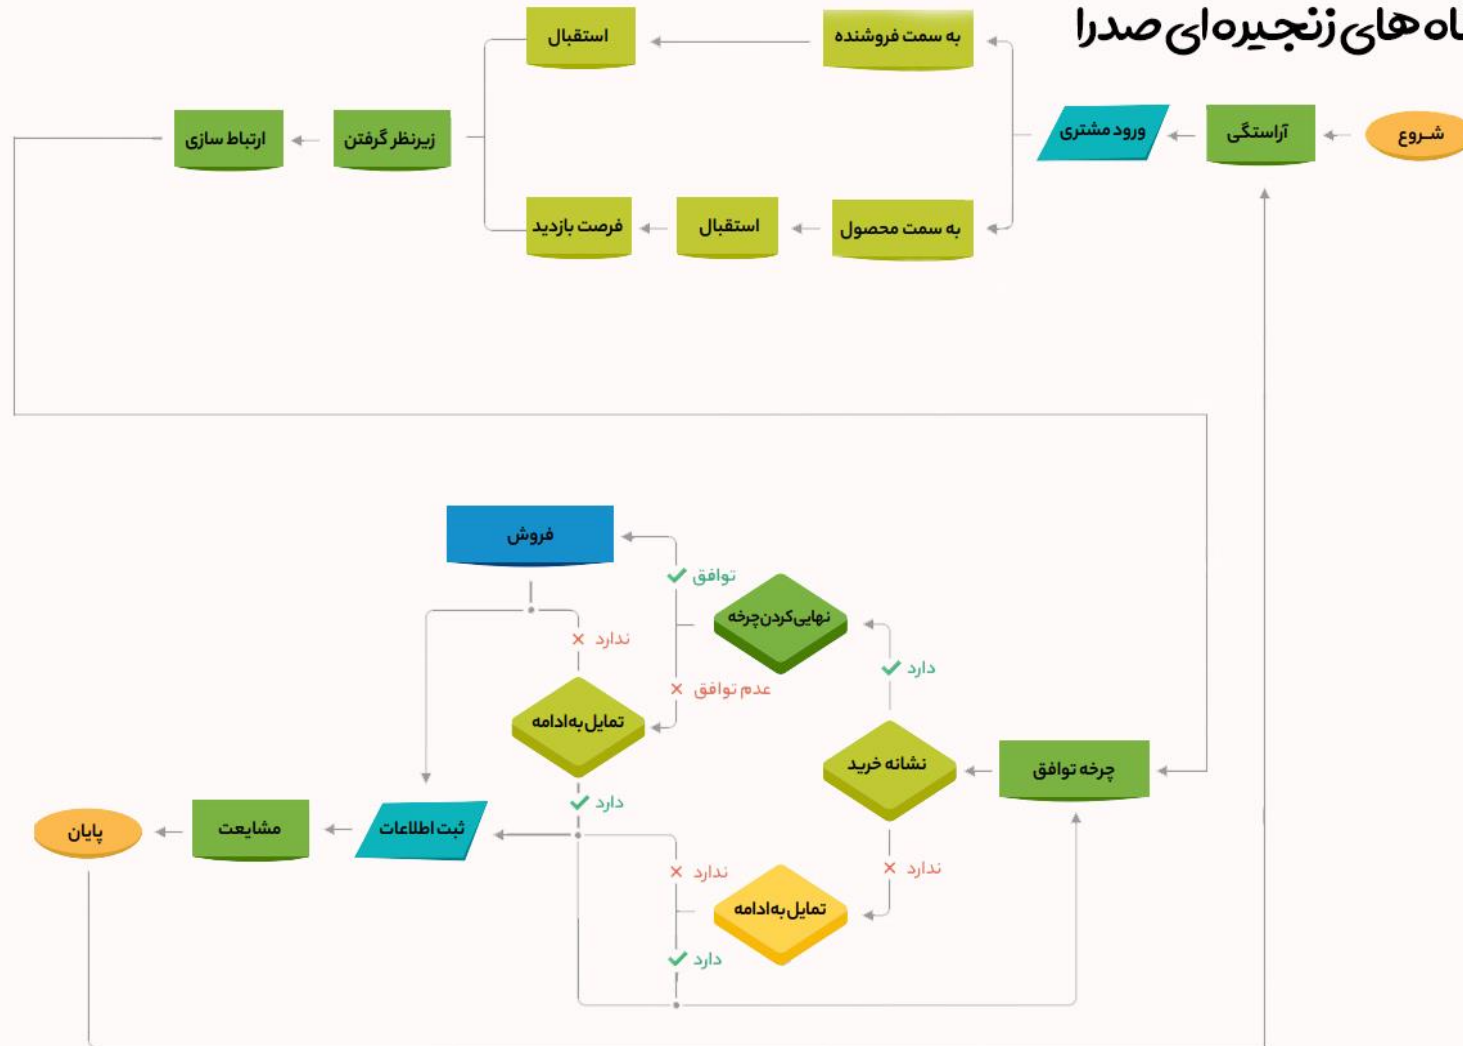 های زنجیره‌ای صدرا
شروع
آراستگی
ورود مشتری
به سمت فروشنده
استقبال
به سمت محصول
استقبال
فرصت بازدید
زیرنظر گرفتن
ارتباط سازی
چرخه توافق
نشانه خرید
دارد
نهایی‌کردن‌چرخه
توافق
فروش
عدم توافق
تمایل‌به‌ادامه
ندارد
دارد
ندارد
تمایل‌به‌ادامه
ندارد
دارد
ثبت اطلاعات
مشایعت
پایان